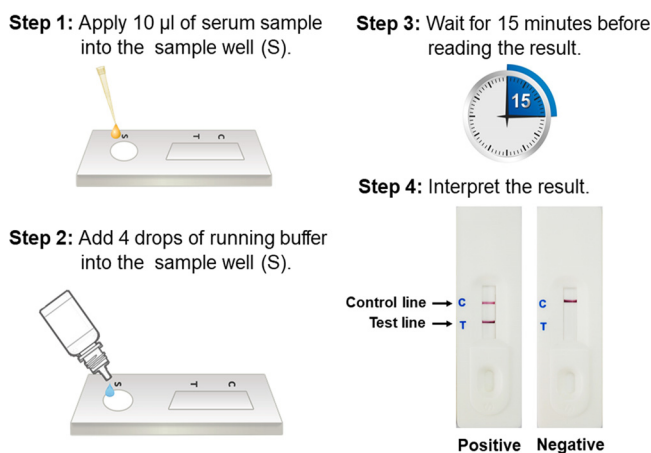 Step 1: Apply 10 µl of serum sample
into the sample well (S).
S
T
C
Step 2: Add 4 drops of running buffer
into the sample well (S).
S
T
C
Step 3: Wait for 15 minutes before
reading the result.
15
Step 4: Interpret the result.
Control line
C
C
Test line
T
T
Positive
Negative